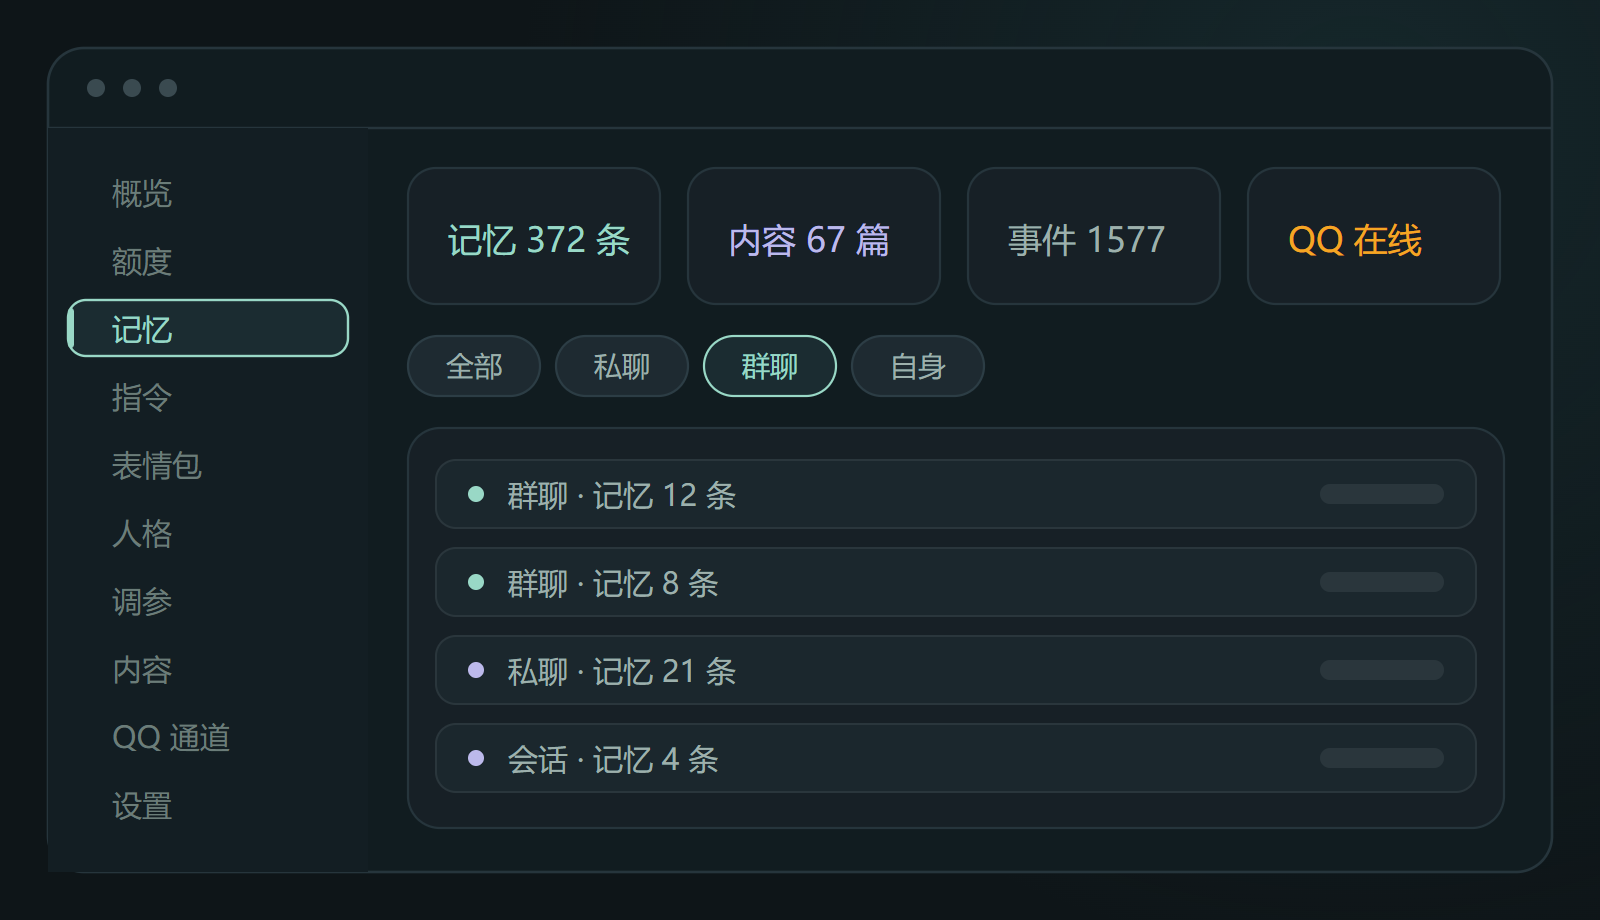 概览
额度
记忆
指令
表情包
人格
调参
内容
QQ 通道
设置
记忆 372 条
内容 67 篇
事件 1577
QQ 在线
全部
私聊
群聊
自身
群聊 · 记忆 12 条
群聊 · 记忆 8 条
私聊 · 记忆 21 条
会话 · 记忆 4 条